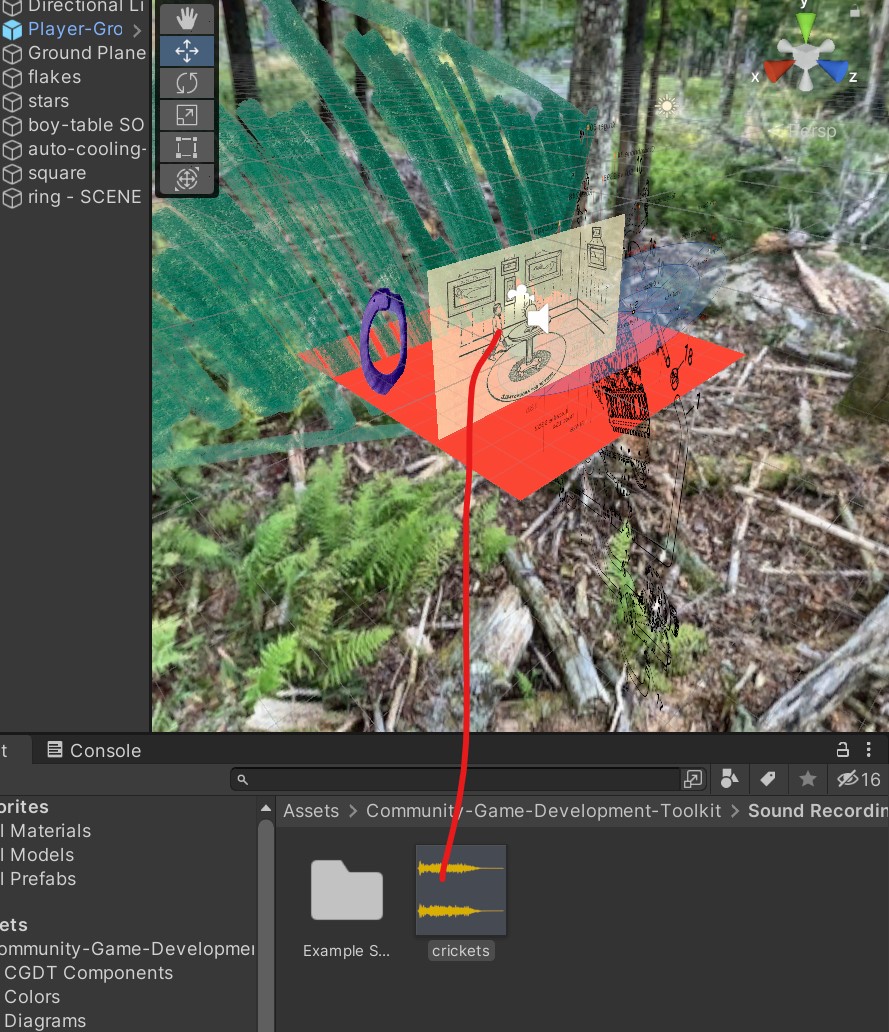 Directional Li
Player-Gro
Ground Plane
flakes
stars
boy-table SO
auto-cooling-
square
ring - SCENE
y
x
z
Persp
t
Console
16
orites
l Materials
l Models
l Prefabs
ets
ommunity-Game-Developmer
CGDT Components
Colors
Diagrams
Assets > Community-Game-Development-Toolkit > Sound Recordin
Example S...
crickets